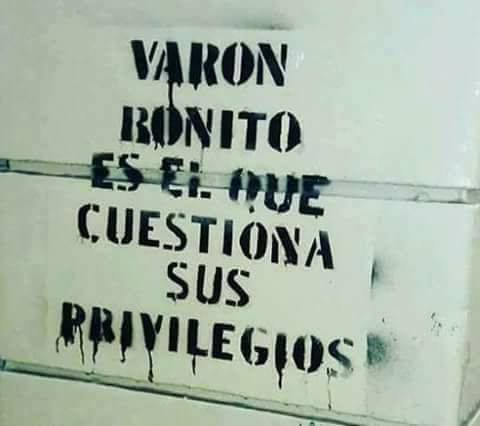 VARON
BONITO
ES EL QUE
CUESTIONA
SUS
PRIVILEGIOS